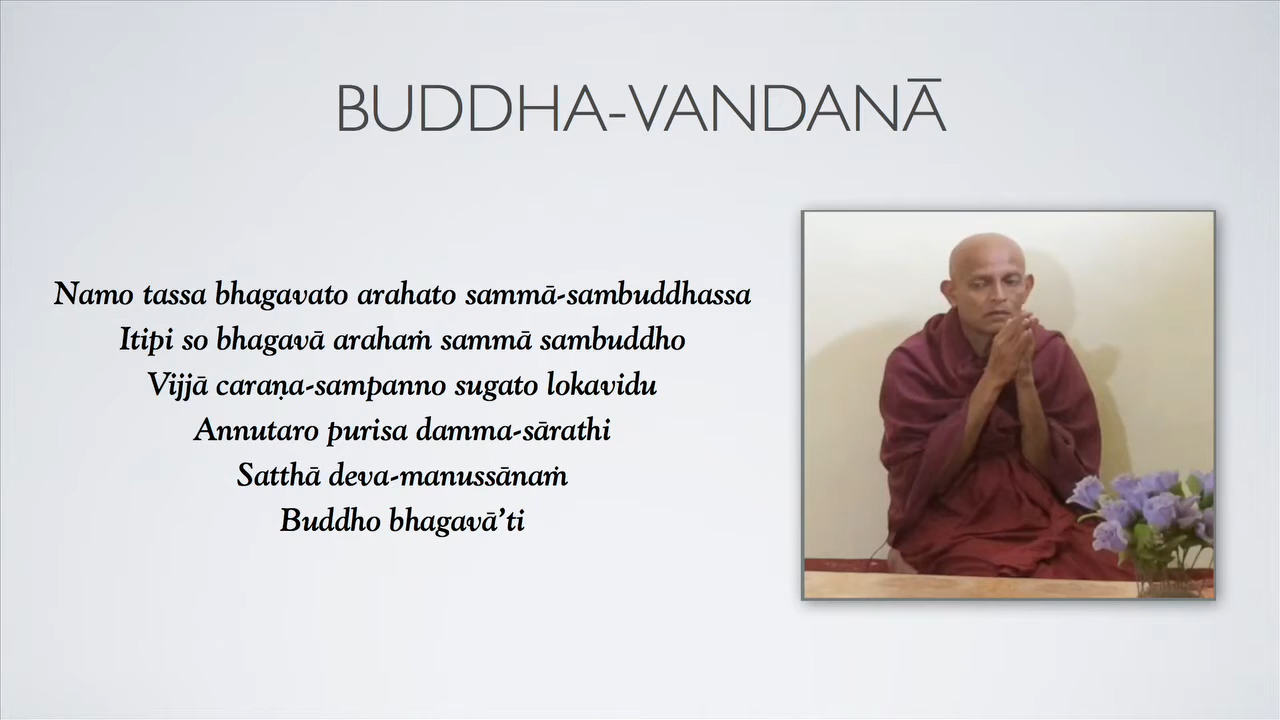 BUDDHA-VANDANĀ
Namo tassa bhagavato arahato sammā-sambuddhassa
Itipi so bhagavā arahaṁ sammā sambuddho
Vijjā caraṇa-sampanno sugato lokavidu
Annutaro purisa damma-sārathi
Satthā deva-manussānaṁ
Buddho bhagavā’ti